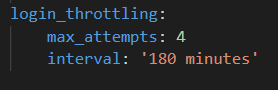 login_throttling:
    max_attempts: 4
    interval: '180 minutes'